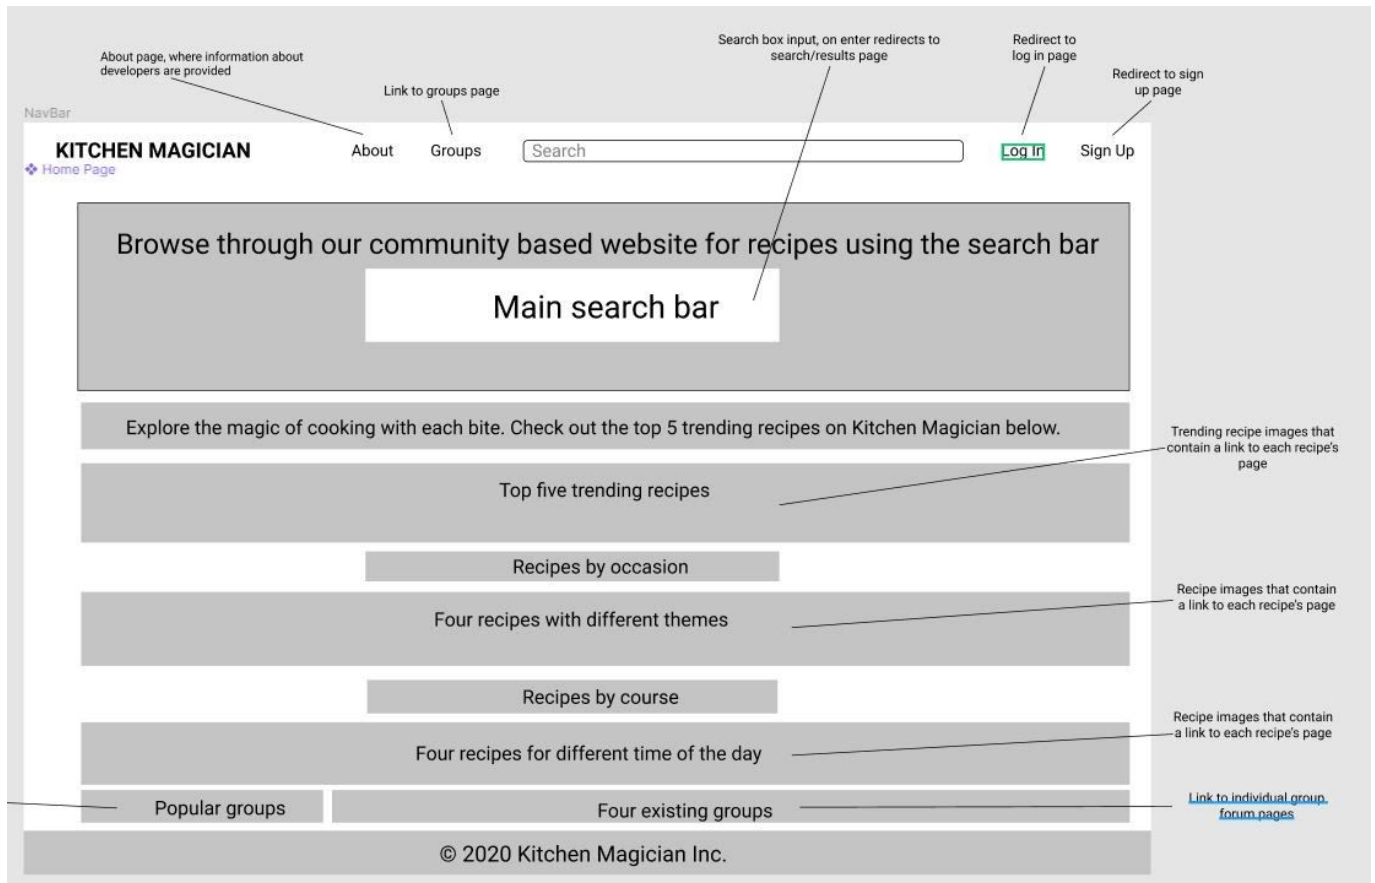 Search box input, on enter redirects to
search/results page
Redirect to
log in page
About page, where information about
developers are provided
Redirect to sign
up page
Link to groups page
NavBar
KITCHEN MAGICIAN
About
Groups
Search
Log In
Sign Up
Home Page
Browse through our community based website for recipes using the search bar
Main search bar
Explore the magic of cooking with each bite. Check out the top 5 trending recipes on Kitchen Magician below.
Trending recipe images that
contain a link to each recipe's
page
Top five trending recipes
Recipes by occasion
Recipe images that contain
a link to each recipe's page
Four recipes with different themes
Recipes by course
Recipe images that contain
a link to each recipe's page
Four recipes for different time of the day
Popular groups
Four existing groups
Link to individual group
forum pages
© 2020 Kitchen Magician Inc.